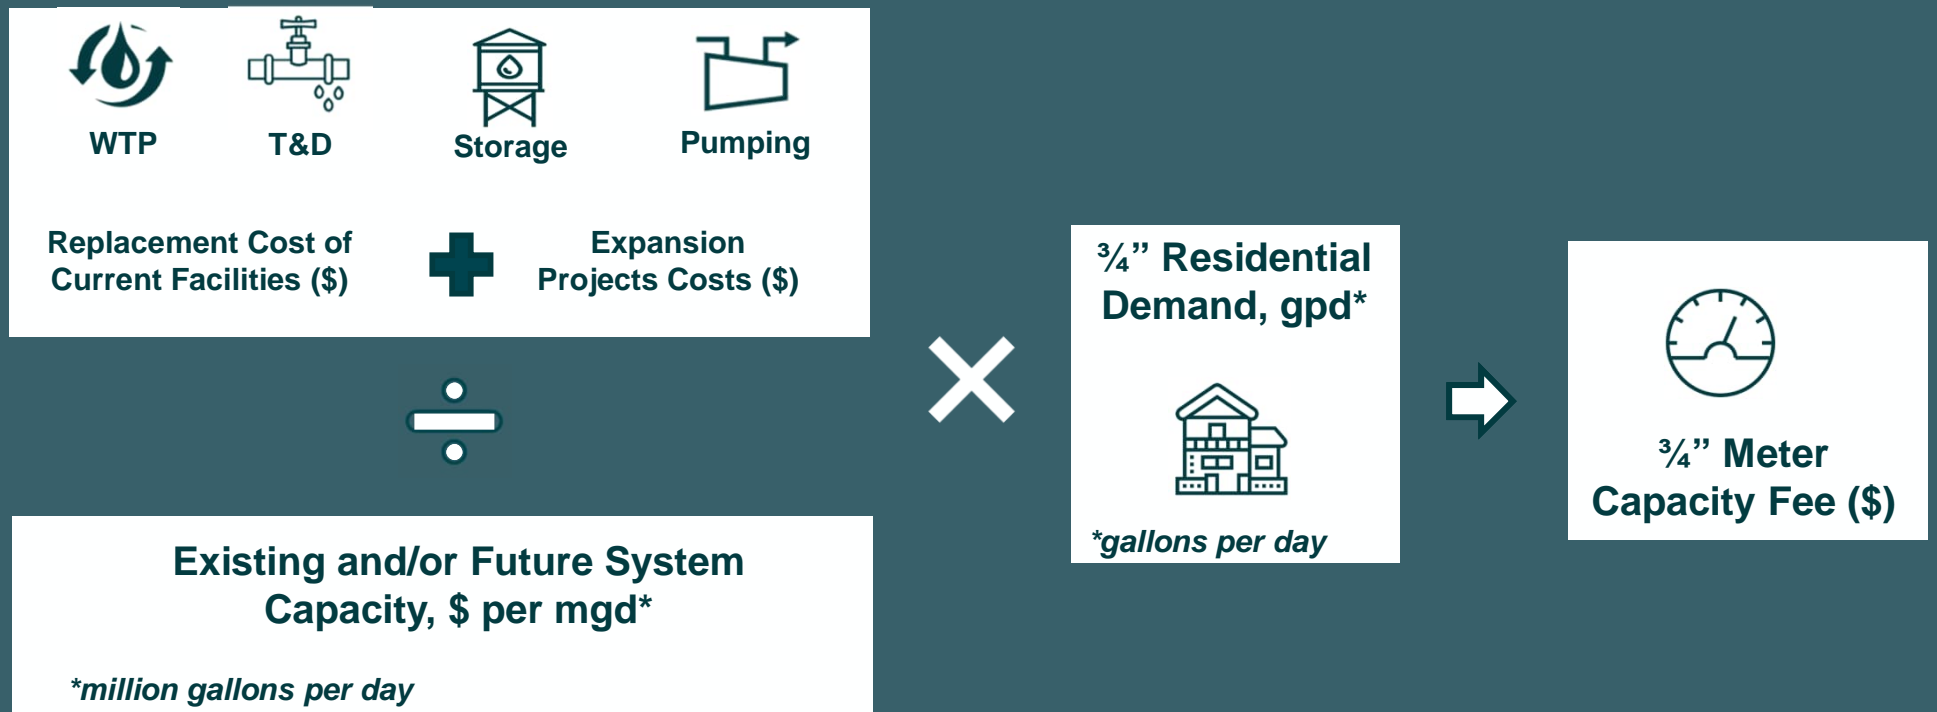 WTP
T&D
Storage
Pumping
Replacement Cost of
Current Facilities ($)
Expansion
Projects Costs ($)
Existing and/or Future System
Capacity, $ per mgd*
*million gallons per day
¾” Residential
Demand, gpd*
*gallons per day
¾” Meter
Capacity Fee ($)